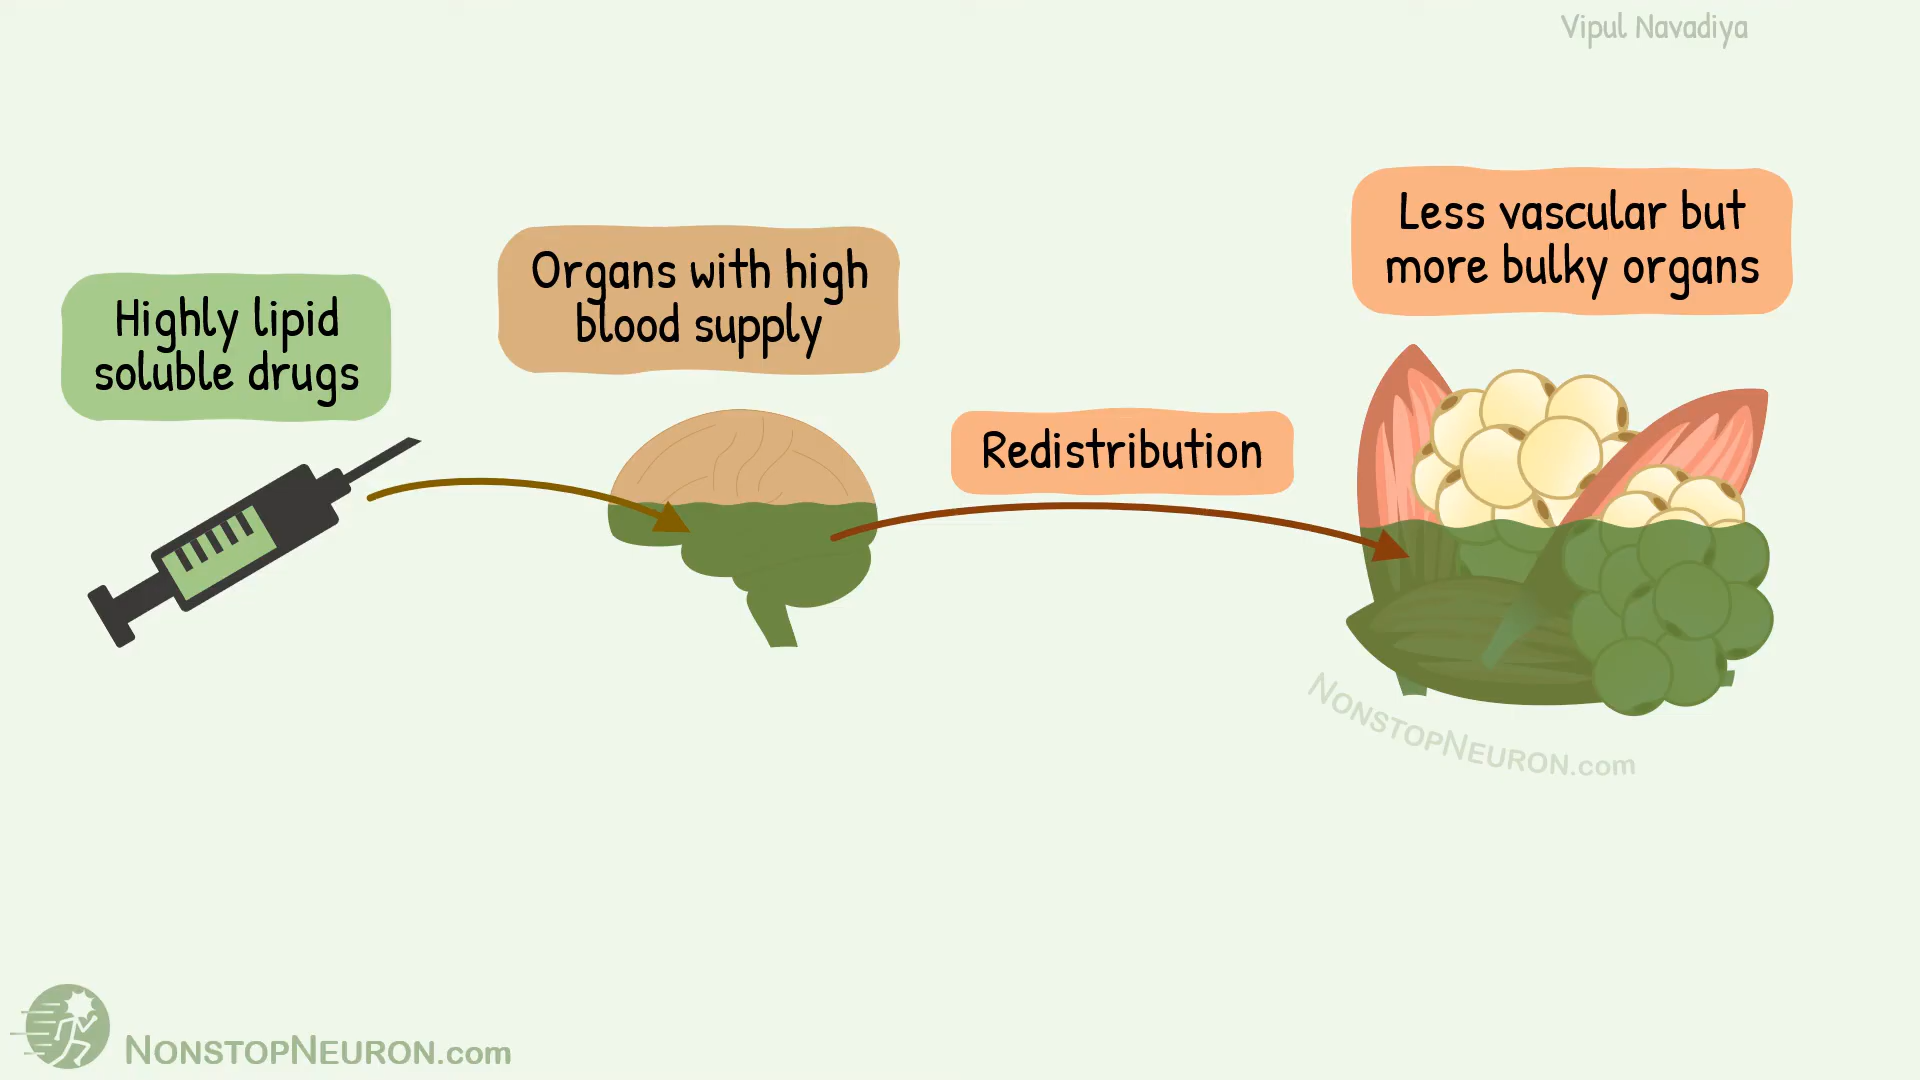 Vipul Navadiya
Highly lipid
soluble drugs
Organs with high
blood supply
Redistribution
Less vascular but
more bulky organs
NONSTOPNEURON.com
NONSTOPNEURON.com